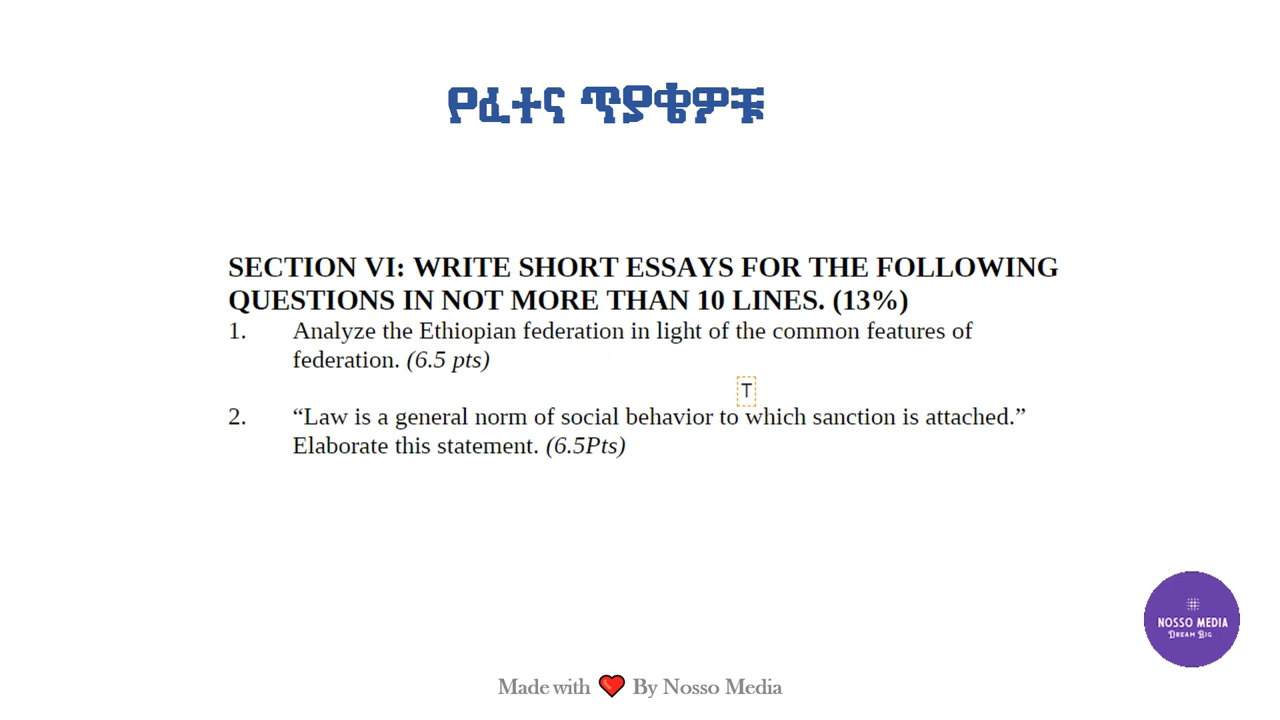 የፈተና ጥያቄዎቹ
SECTION VI: WRITE SHORT ESSAYS FOR THE FOLLOWING
QUESTIONS IN NOT MORE THAN 10 LINES. (13%)
1. Analyze the Ethiopian federation in light of the common features of
federation. (6.5 pts)
T
2. “Law is a general norm of social behavior to which sanction is attached.”
Elaborate this statement. (6.5Pts)
NOSSO MEDIA
DREAM BIG
Made with ❤ By Nosso Media